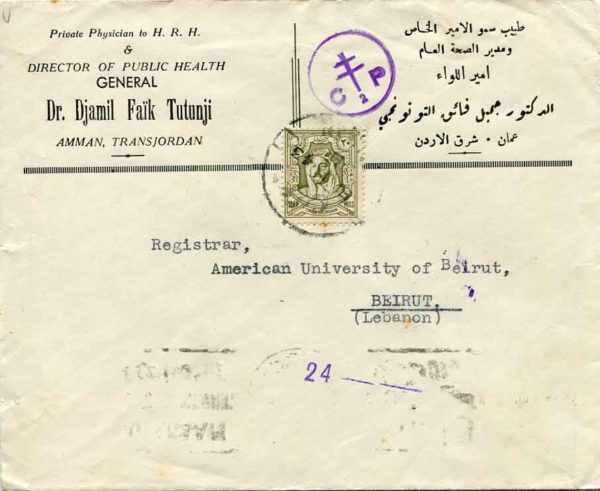 Private Physician to H. R. H.
&
DIRECTOR OF PUBLIC HEALTH
GENERAL
Dr. Djamil Faïk Tutunji
AMMAN, TRANSJORDAN
طبيب سمو الامير الخاص
ومدير الصحة العام
امير اللواء
الدكتور جميل فائق التوتونجي
عمان - شرق الاردن
C 2 P
MILS
Registrar,
American University of Beirut,
BEIRUT,
(Lebanon)
24